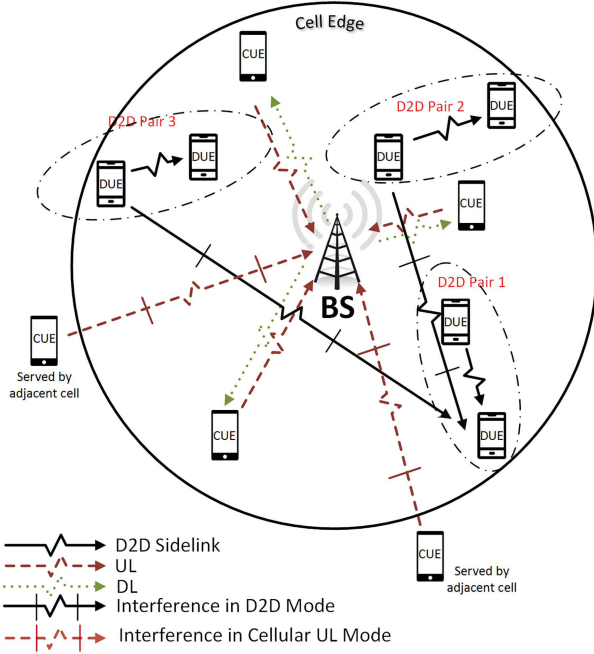 Cell Edge
CUE
D2D Pair 2
DUE
DUE
D2D Pair 3
DUE
DUE
CUE
BS
D2D Pair 1
DUE
DUE
CUE
Served by
adjacent cell
CUE
CUE
Served by
adjacent cell
D2D Sidelink
UL
DL
Interference in D2D Mode
Interference in Cellular UL Mode